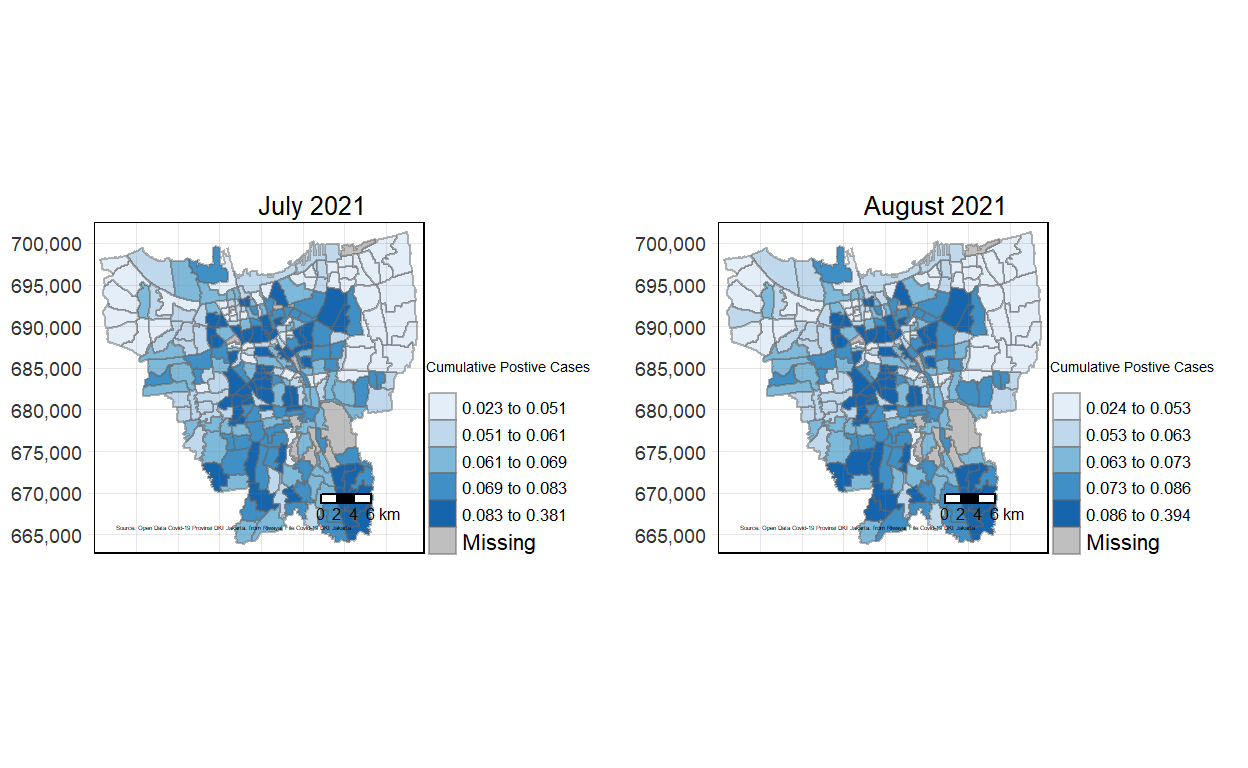 July 2021
700,000
695,000
690,000
685,000
680,000
675,000
670,000
665,000
0 2 4 6 km
Source. Open Data Covid-19 Provinsi DKI Jakarta. from Riwayat File Covid-19 DKI Jakarta
Cumulative Postive Cases
0.023 to 0.051
0.051 to 0.061
0.061 to 0.069
0.069 to 0.083
0.083 to 0.381
Missing
August 2021
700,000
695,000
690,000
685,000
680,000
675,000
670,000
665,000
0 2 4 6 km
Source. Open Data Covid-19 Provinsi DKI Jakarta. from Riwayat File Covid-19 DKI Jakarta
Cumulative Postive Cases
0.024 to 0.053
0.053 to 0.063
0.063 to 0.073
0.073 to 0.086
0.086 to 0.394
Missing